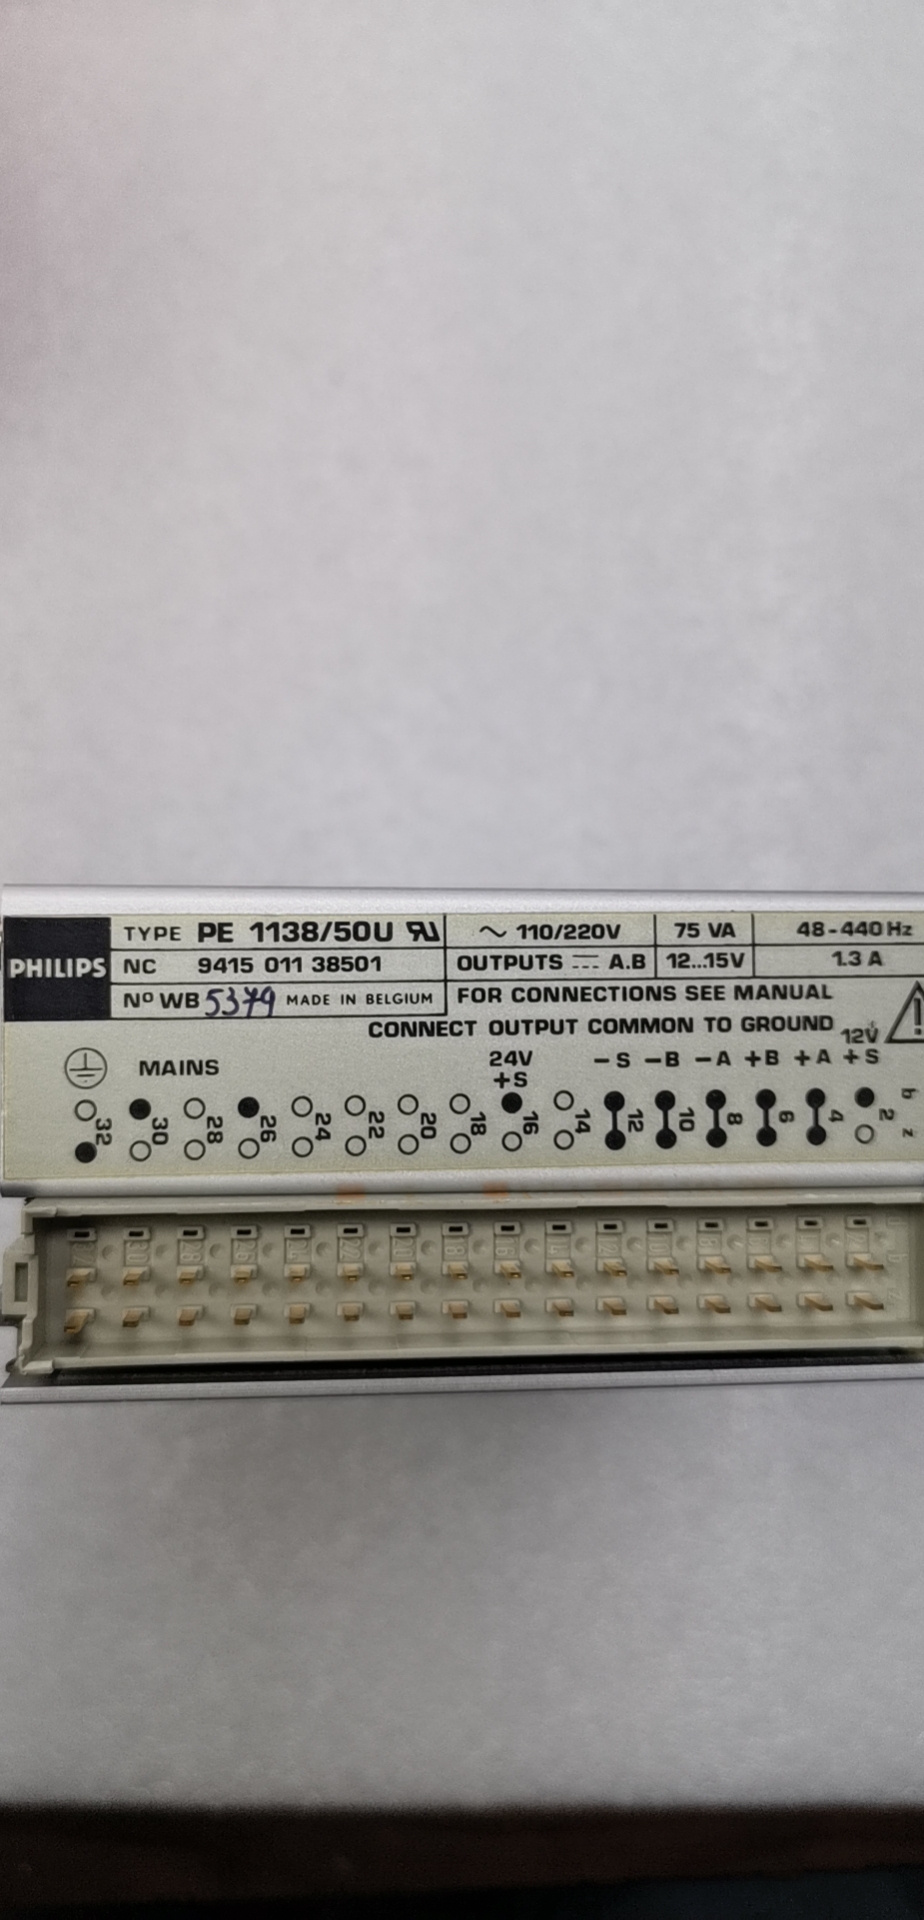 PHILIPS
TYPE PE 1138/50U
NC 9415 011 38501
Nº WB 5379 MADE IN BELGIUM
~ 110/220V 75 VA 48-440 Hz
OUTPUTS ⎓ A.B 12...15V 1.3 A
FOR CONNECTIONS SEE MANUAL
CONNECT OUTPUT COMMON TO GROUND
MAINS 24V +S -S -B -A +B +A 12V +S
32 30 28 26 24 22 20 18 16 14 12 10 8 6 4 2
b
z